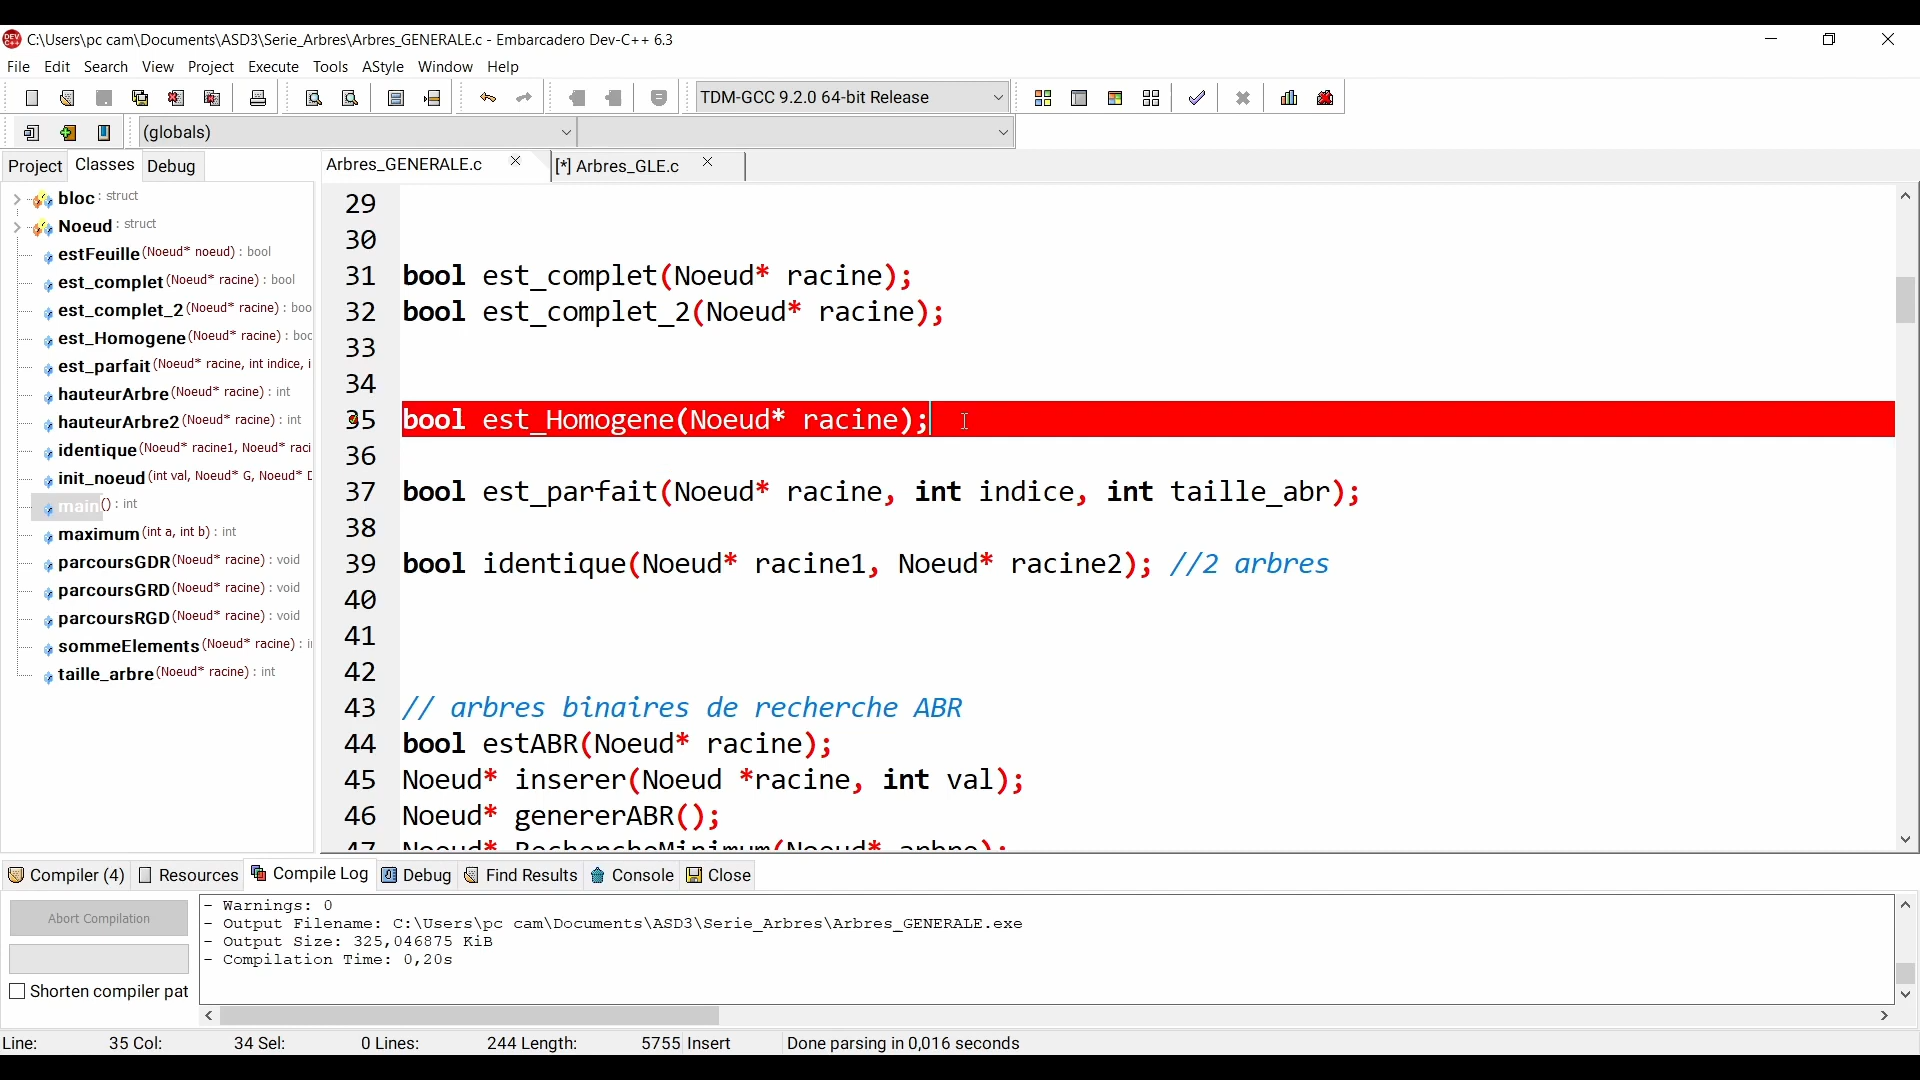 C:\Users\pc cam\Documents\ASD3\Serie_Arbres\Arbres_GENERALE.c - Embarcadero Dev-C++ 6.3
File Edit Search View Project Execute Tools AStyle Window Help
TDM-GCC 9.2.0 64-bit Release
(globals)
Project Classes Debug
Arbres_GENERALE.c [*] Arbres_GLE.c
bloc : struct
Noeud : struct
estFeuille (Noeud* noeud) : bool
est_complet (Noeud* racine) : bool
est_complet_2 (Noeud* racine) : boo
est_Homogene (Noeud* racine) : boo
est_parfait (Noeud* racine, int indice, i
hauteurArbre (Noeud* racine) : int
hauteurArbre2 (Noeud* racine) : int
identique (Noeud* racine1, Noeud* raci
init_noeud (int val, Noeud* G, Noeud* D
main () : int
maximum (int a, int b) : int
parcoursGDR (Noeud* racine) : void
parcoursGRD (Noeud* racine) : void
parcoursRGD (Noeud* racine) : void
sommeElements (Noeud* racine) : i
taille_arbre (Noeud* racine) : int
29
30
31 bool est_complet(Noeud* racine);
32 bool est_complet_2(Noeud* racine);
33
34
35 bool est_Homogene(Noeud* racine);
36
37 bool est_parfait(Noeud* racine, int indice, int taille_abr);
38
39 bool identique(Noeud* racine1, Noeud* racine2); //2 arbres
40
41
42
43 // arbres binaires de recherche ABR
44 bool estABR(Noeud* racine);
45 Noeud* inserer(Noeud *racine, int val);
46 Noeud* genererABR();
47 Noeud* RechercheMinimum(Noeud* arbre);
Compiler (4) Resources Compile Log Debug Find Results Console Close
Abort Compilation
Shorten compiler pat
- Warnings: 0
- Output Filename: C:\Users\pc cam\Documents\ASD3\Serie_Arbres\Arbres_GENERALE.exe
- Output Size: 325,046875 KiB
- Compilation Time: 0,20s
Line: 35 Col: 34 Sel: 0 Lines: 244 Length: 5755 Insert Done parsing in 0,016 seconds